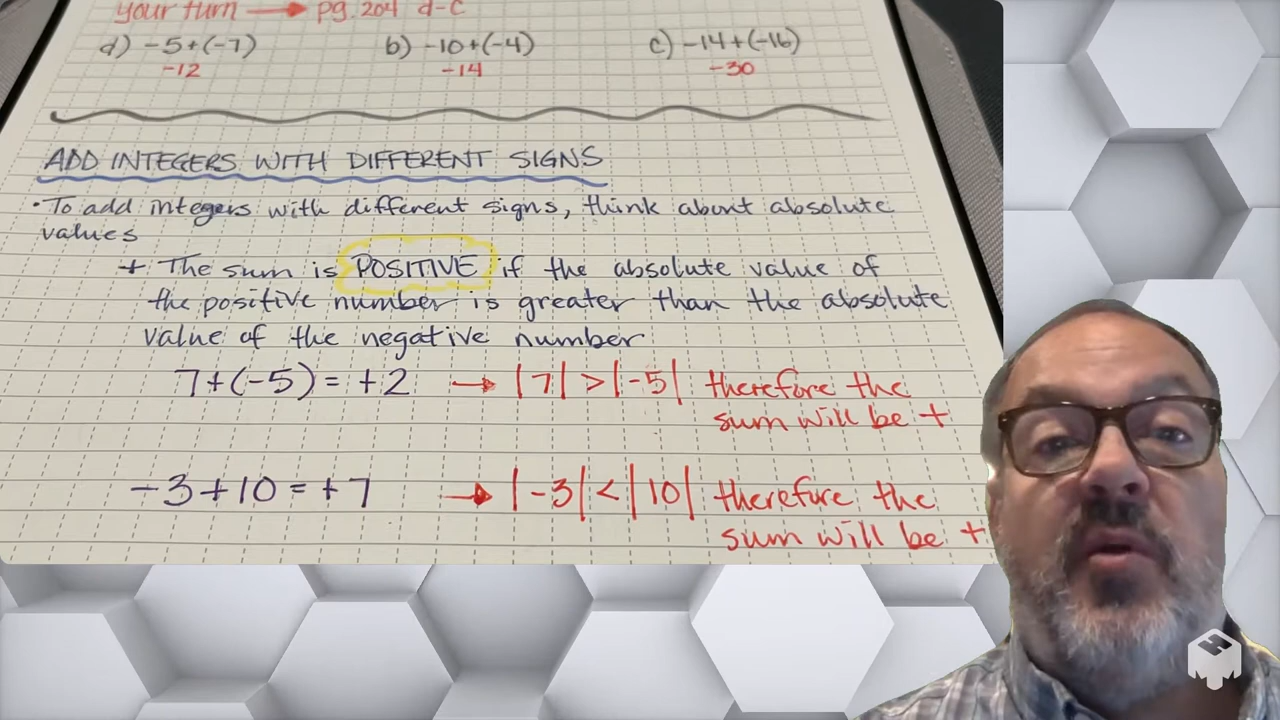 your turn → pg. 204 d-c
d) -5+(-7) b) -10+(-4) c) -14+(-16)
-12 -14 -30
ADD INTEGERS WITH DIFFERENT SIGNS
• To add integers with different signs, think about absolute
values
+ The sum is POSITIVE if the absolute value of
the positive number is greater than the absolute
value of the negative number
7+(-5) = +2 → |7| > |-5| therefore the
sum will be +
-3+10 = +7 → |-3| < |10| therefore the
sum will be +